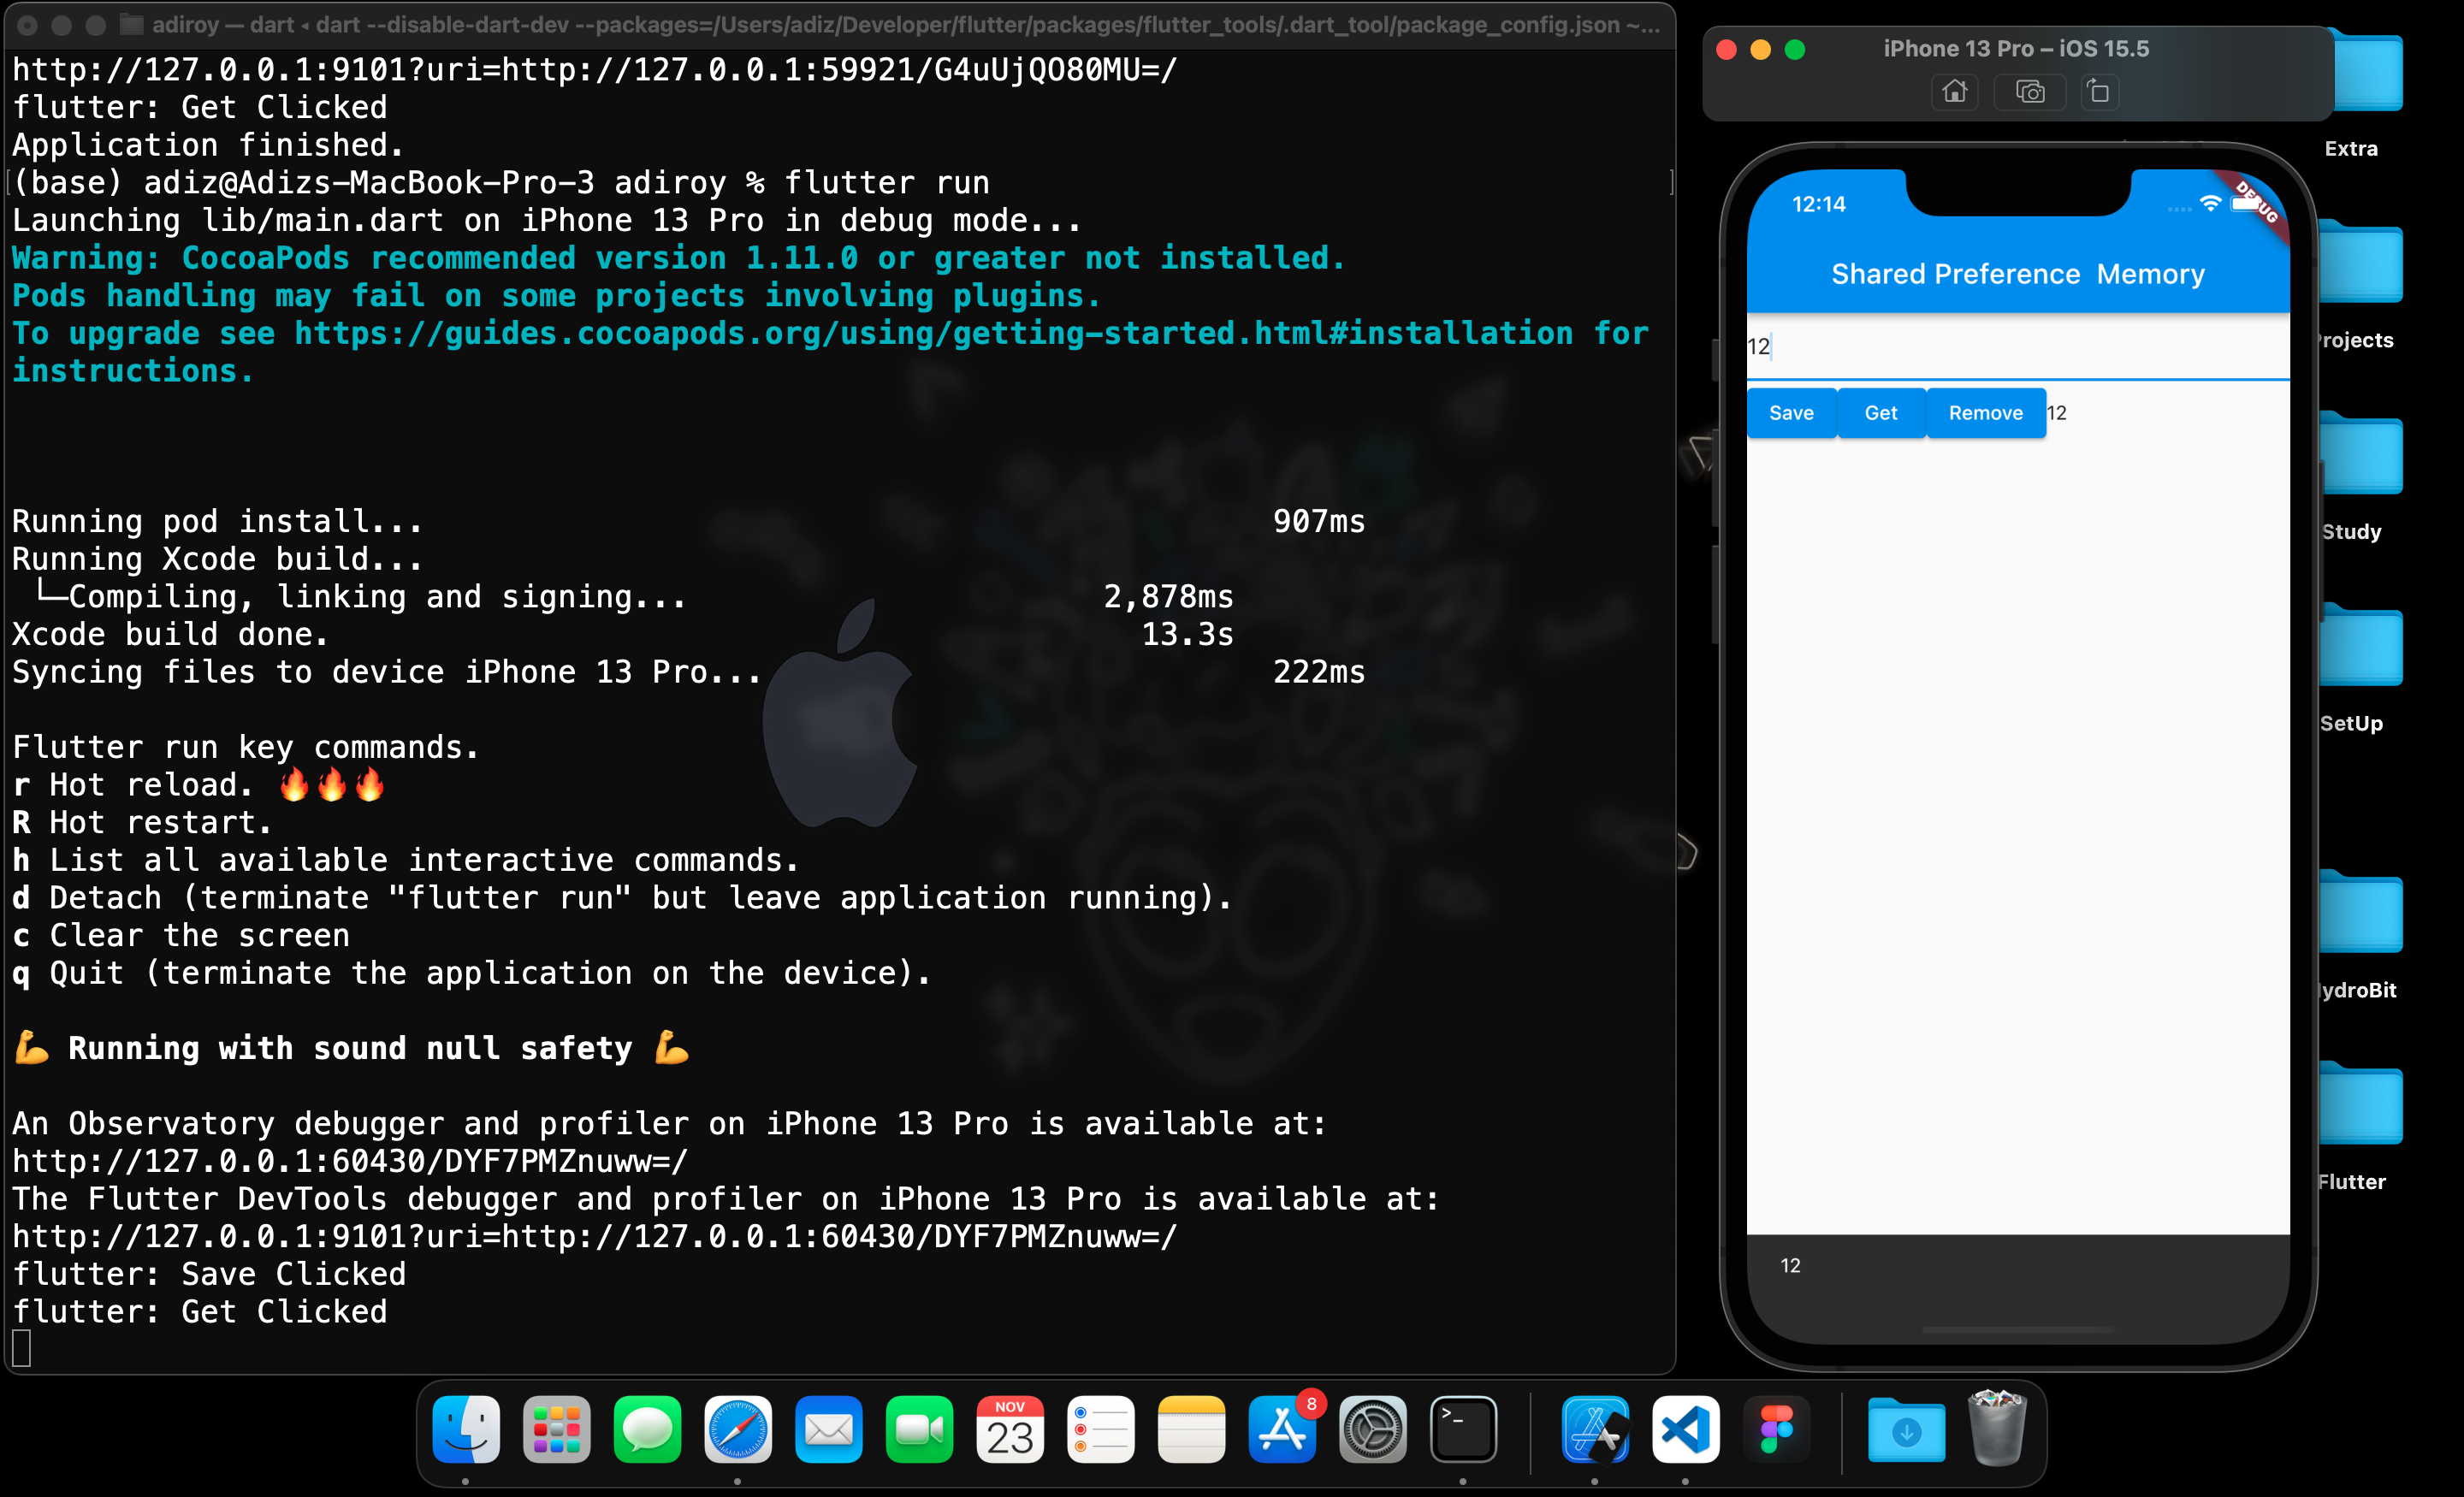 adiroy — dart ◂ dart --disable-dart-dev --packages=/Users/adiz/Developer/flutter/packages/flutter_tools/.dart_tool/package_config.json ~...
http://127.0.0.1:9101?uri=http://127.0.0.1:59921/G4uUjQO80MU=/
flutter: Get Clicked
Application finished.
(base) adiz@Adizs-MacBook-Pro-3 adiroy % flutter run
Launching lib/main.dart on iPhone 13 Pro in debug mode...
Warning: CocoaPods recommended version 1.11.0 or greater not installed.
Pods handling may fail on some projects involving plugins.
To upgrade see https://guides.cocoapods.org/using/getting-started.html#installation for
instructions.
Running pod install... 907ms
Running Xcode build...
└─Compiling, linking and signing... 2,878ms
Xcode build done. 13.3s
Syncing files to device iPhone 13 Pro... 222ms
Flutter run key commands.
r Hot reload. 🔥🔥🔥
R Hot restart.
h List all available interactive commands.
d Detach (terminate "flutter run" but leave application running).
c Clear the screen
q Quit (terminate the application on the device).
💪 Running with sound null safety 💪
An Observatory debugger and profiler on iPhone 13 Pro is available at:
http://127.0.0.1:60430/DYF7PMZnuww=/
The Flutter DevTools debugger and profiler on iPhone 13 Pro is available at:
http://127.0.0.1:9101?uri=http://127.0.0.1:60430/DYF7PMZnuww=/
flutter: Save Clicked
flutter: Get Clicked
iPhone 13 Pro – iOS 15.5
12:14
DEBUG
Shared Preference  Memory
12
Save Get Remove 12
12
Extra
rojects
Study
SetUp
ydroBit
Flutter
NOV
23
8
>_